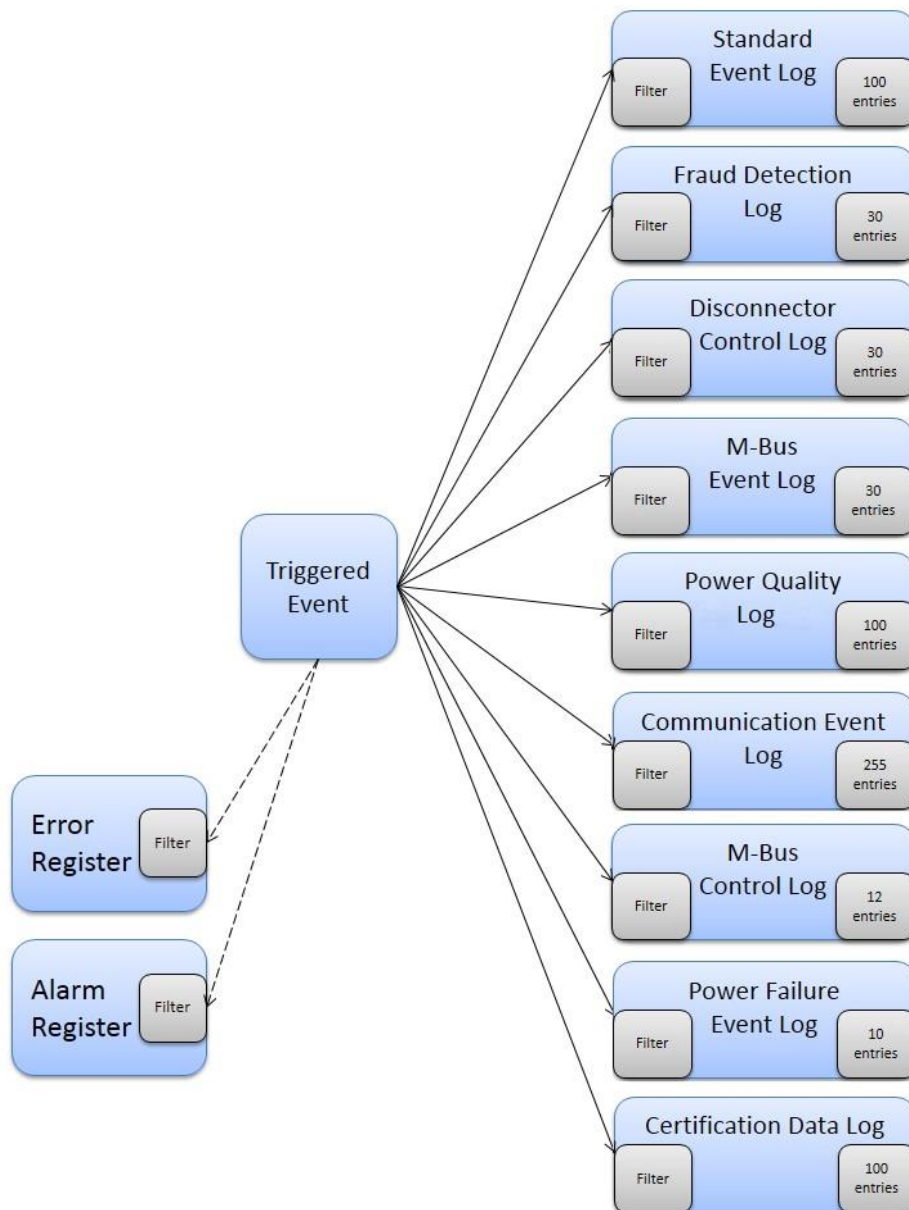 Standard
Event Log
Filter
100
entries
Fraud Detection
Log
Filter
30
entries
Disconnector
Control Log
Filter
30
entries
M-Bus
Event Log
Filter
30
entries
Triggered
Event
Power Quality
Log
Filter
100
entries
Communication Event
Log
Filter
255
entries
Error
Register
Filter
M-Bus
Control Log
Filter
12
entries
Alarm
Register
Filter
Power Failure
Event Log
Filter
10
entries
Certification Data Log
Filter
100
entries